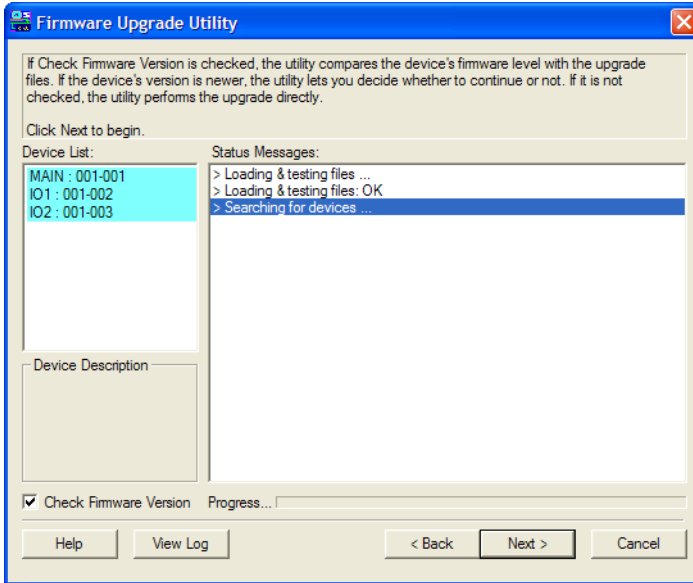 Firmware Upgrade Utility
If Check Firmware Version is checked, the utility compares the device's firmware level with the upgrade
files. If the device's version is newer, the utility lets you decide whether to continue or not. If it is not
checked, the utility performs the upgrade directly.
Click Next to begin.
Device List:
Status Messages:
MAIN : 001-001
IO1 : 001-002
IO2 : 001-003
> Loading & testing files ...
> Loading & testing files: OK
> Searching for devices ...
Device Description
Check Firmware Version
Progress...
Help
View Log
< Back
Next >
Cancel